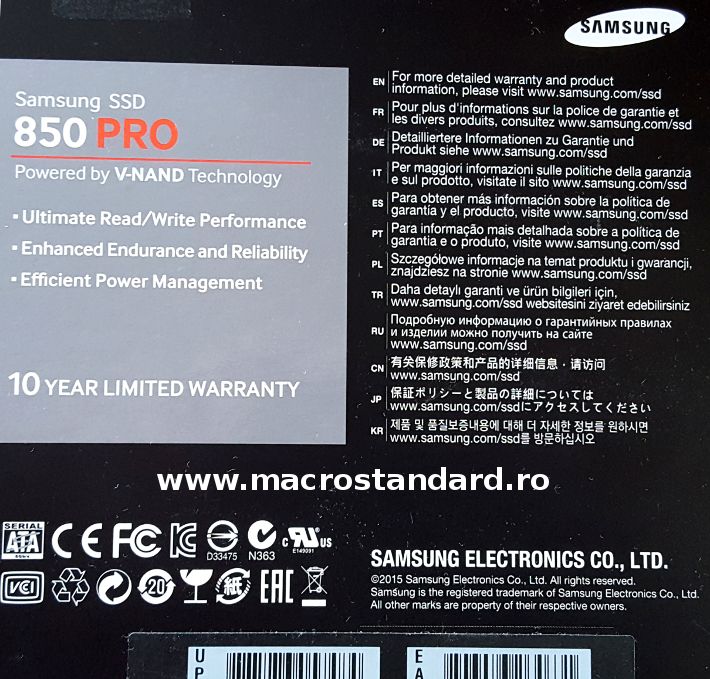 SAMSUNG
Samsung SSD
850 PRO
Powered by V-NAND Technology
▪ Ultimate Read/Write Performance
▪ Enhanced Endurance and Reliability
▪ Efficient Power Management
10 YEAR LIMITED WARRANTY
EN For more detailed warranty and product
information, please visit www.samsung.com/ssd
FR Pour plus d'informations sur la police de garantie et
les divers produits, consultez www.samsung.com/ssd
DE Detailliertere Informationen zu Garantie und
Produkt siehe www.samsung.com/ssd
IT Per maggiori informazioni sulle politiche della garanzia
e sul prodotto, visitate il sito www.samsung.com/ssd
ES Para obtener más información sobre la política de
garantía y el producto, visite www.samsung.com/ssd
PT Para informação mais detalhada sobre a política de
garantia e o produto, visite www.samsung.com/ssd
PL Szczegółowe informacje na temat produktu i gwarancji,
znajdziesz na stronie www.samsung.com/ssd
TR Daha detaylı garanti ve ürün bilgileri için,
www.samsung.com/ssd websitesini ziyaret edebilirsiniz
RU Подробную информацию о гарантийных правилах
и изделии можно получить на сайте
www.samsung.com/ssd
CN 有关保修政策和产品的详细信息，请访问
www.samsung.com/ssd
JP 保証ポリシーと製品の詳細については
www.samsung.com/ssdにアクセスしてください
KR 제품 및 품질보증내용에 대해 더 자세한 정보를 원하시면
www.samsung.com/ssd를 방문하십시오
www.macrostandard.ro
SERIAL
ATA
CE FC KC D33475 N363 c RU us E149091
VCI 20 紙 EAC
SAMSUNG ELECTRONICS CO., LTD.
©2015 Samsung Electronics Co., Ltd. All rights reserved.
Samsung is the registered trademark of Samsung Electronics Co., Ltd.
All other marks are property of their respective owners.
U
P
E
A